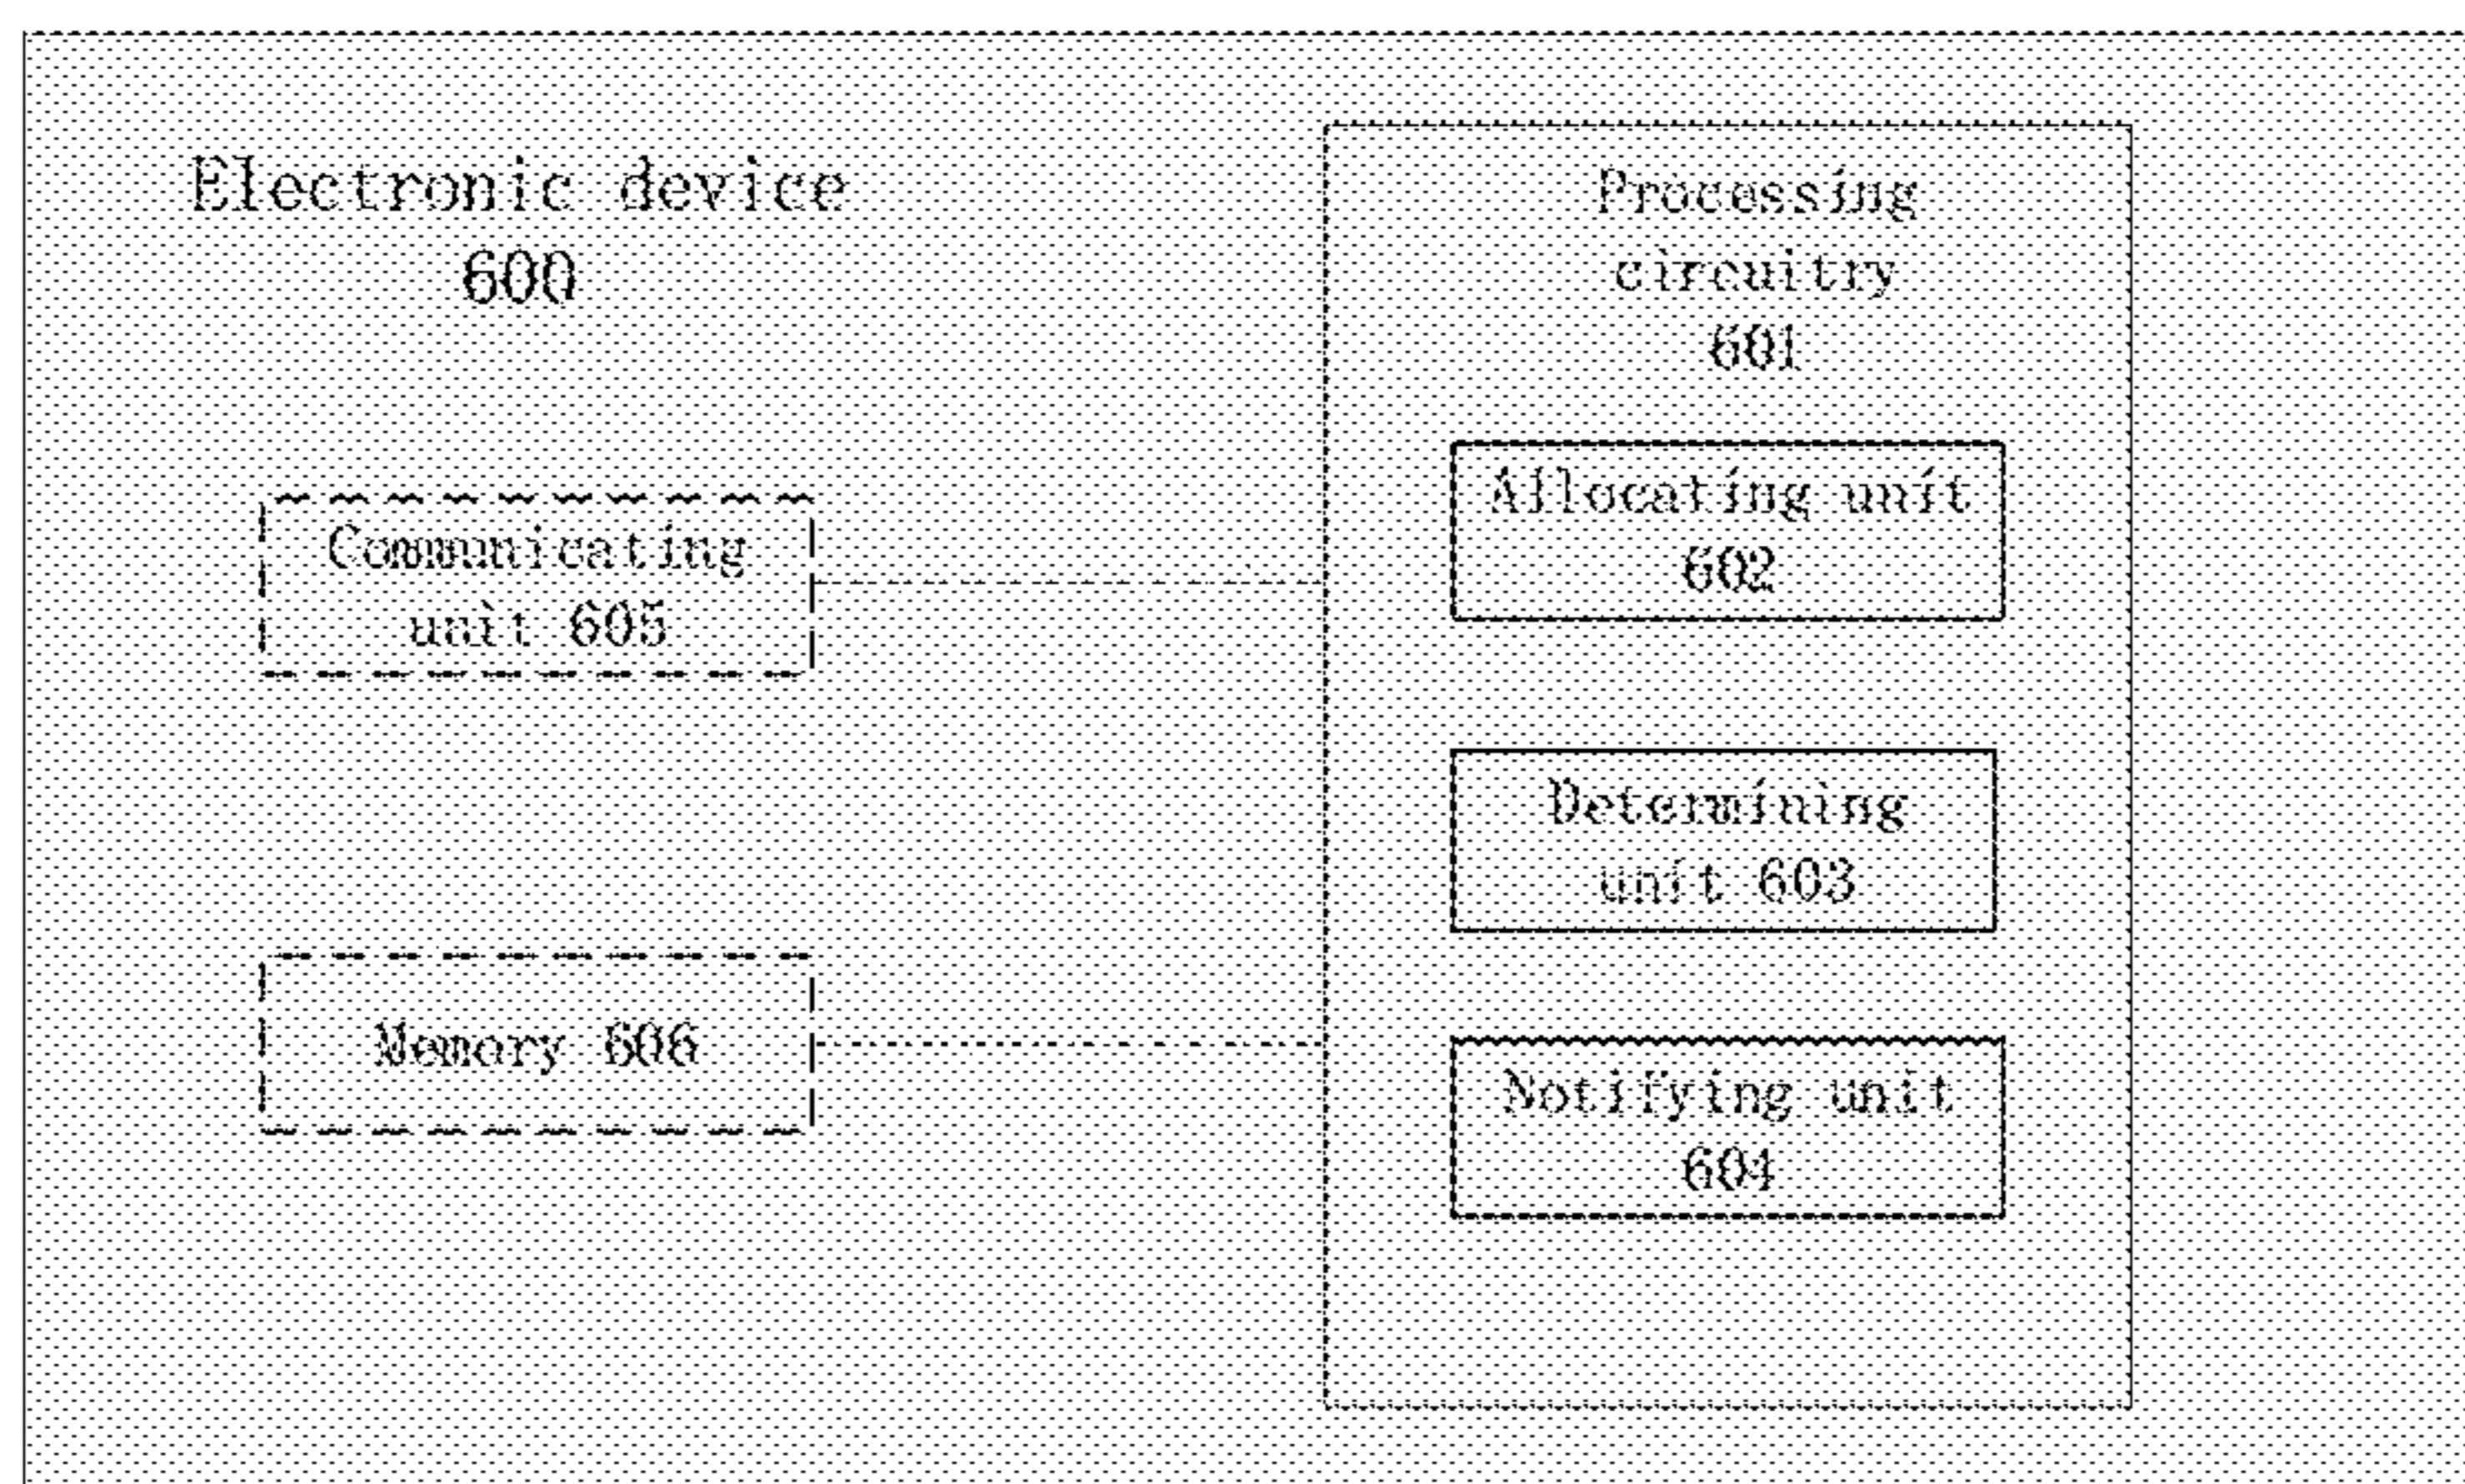 Electronic device
600
Processing
circuitry
601
Allocating unit
602
Communicating
unit 605
Determining
unit 603
Memory 606
Notifying unit
604